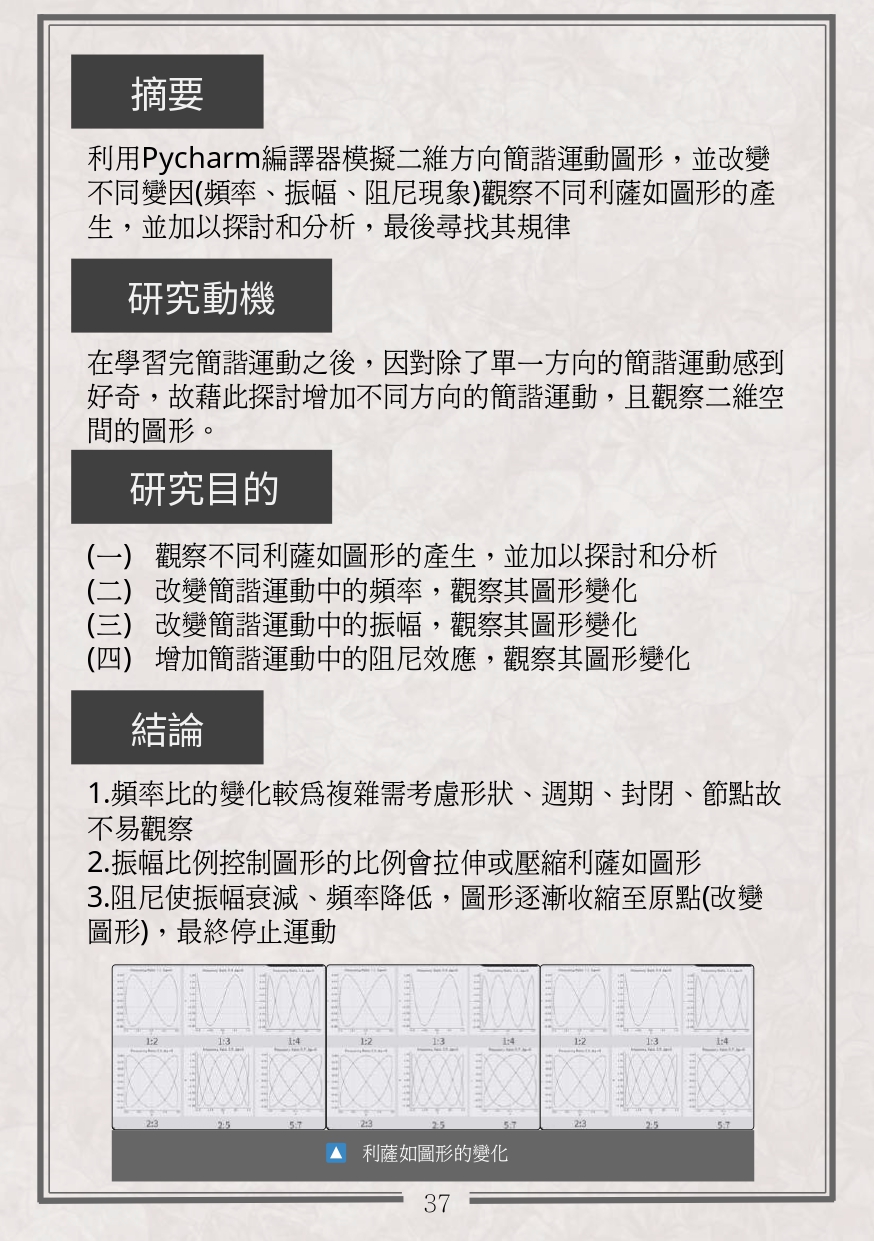 摘要
利用Pycharm編譯器模擬二維方向簡諧運動圖形，並改變
不同變因(頻率、振幅、阻尼現象)觀察不同利薩如圖形的產
生，並加以探討和分析，最後尋找其規律
研究動機
在學習完簡諧運動之後，因對除了單一方向的簡諧運動感到
好奇，故藉此探討增加不同方向的簡諧運動，且觀察二維空
間的圖形。
研究目的
(一) 觀察不同利薩如圖形的產生，並加以探討和分析
(二) 改變簡諧運動中的頻率，觀察其圖形變化
(三) 改變簡諧運動中的振幅，觀察其圖形變化
(四) 增加簡諧運動中的阻尼效應，觀察其圖形變化
結論
1.頻率比的變化較爲複雜需考慮形狀、週期、封閉、節點故
不易觀察
2.振幅比例控制圖形的比例會拉伸或壓縮利薩如圖形
3.阻尼使振幅衰減、頻率降低，圖形逐漸收縮至原點(改變
圖形)，最終停止運動
1:2 1:3 1:4 1:2 1:3 1:4 1:2 1:3 1:4
2:3 2:5 5:7 2:3 2:5 5:7 2:3 2:5 5:7
利薩如圖形的變化
37